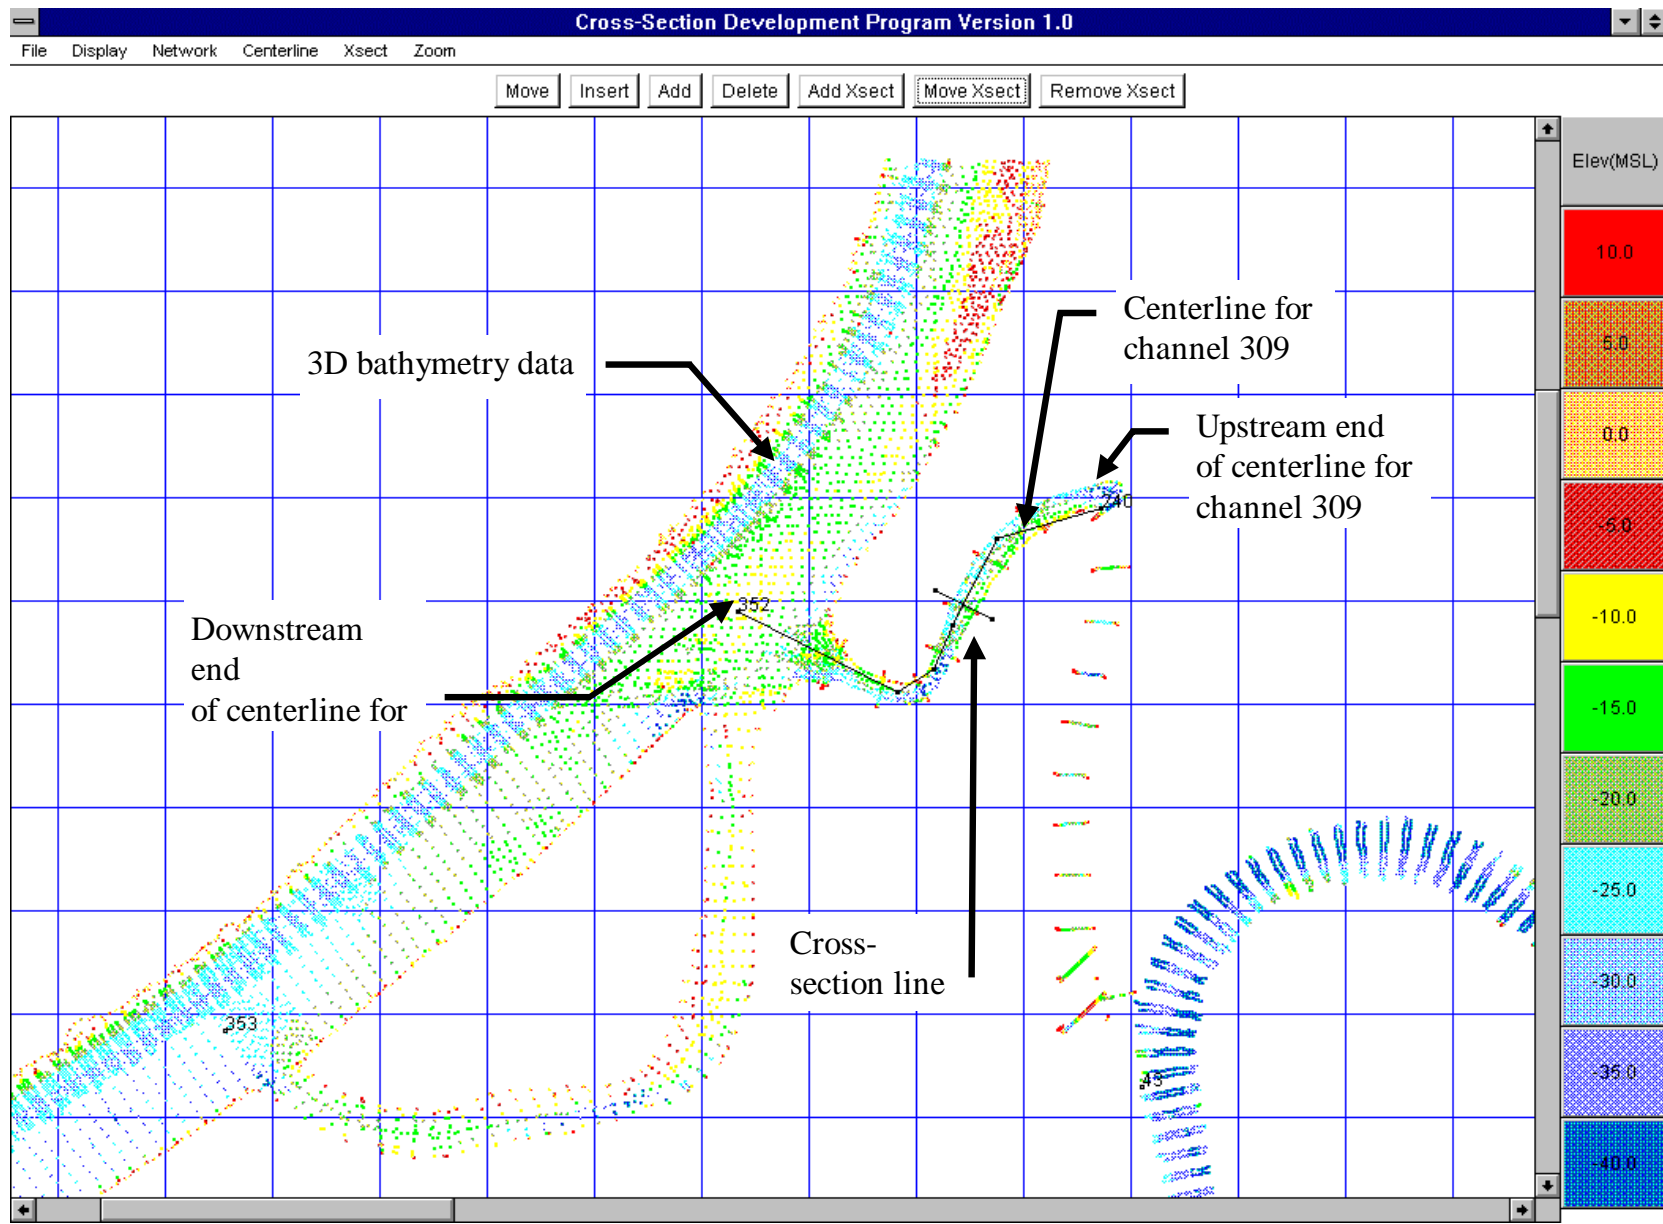 Cross-Section Development Program Version 1.0
File Display Network Centerline Xsect Zoom
Move Insert Add Delete Add Xsect Move Xsect Remove Xsect
Elev(MSL)
10.0
5.0
0.0
-5.0
-10.0
-15.0
-20.0
-25.0
-30.0
-35.0
-40.0
Centerline for
channel 309
3D bathymetry data
Upstream end
of centerline for
channel 309
240
352
Downstream
end
of centerline for
Cross-
section line
353
43